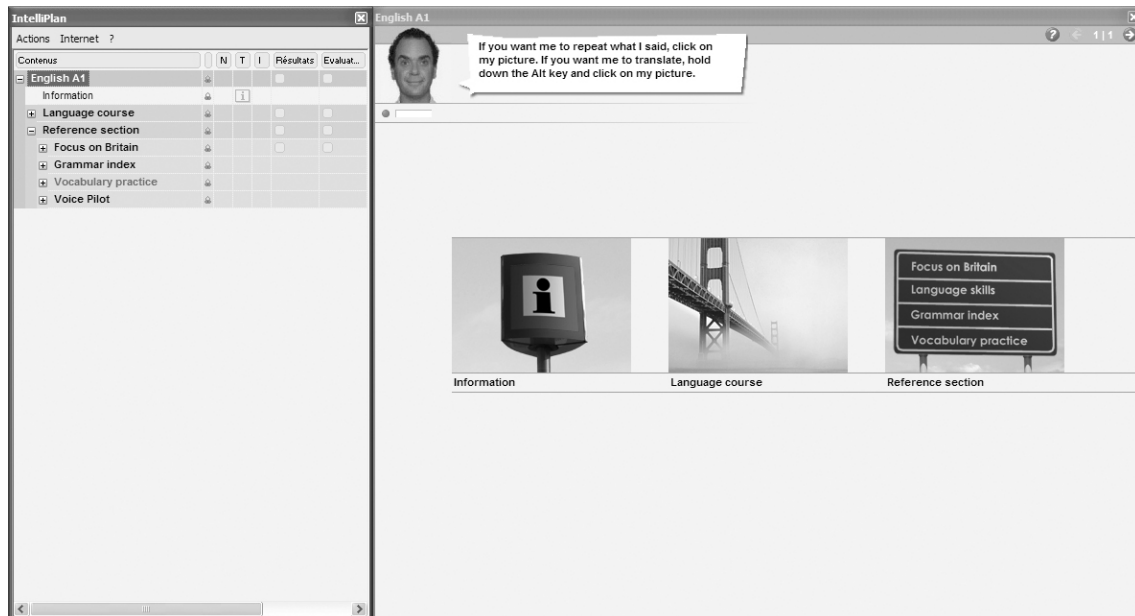 IntelliPlan
Actions Internet ?
Contenus N T I Résultats Evaluat...
English A1
Information
Language course
Reference section
Focus on Britain
Grammar index
Vocabulary practice
Voice Pilot
English A1
? 1|1
If you want me to repeat what I said, click on
my picture. If you want me to translate, hold
down the Alt key and click on my picture.
i
Focus on Britain
Language skills
Grammar index
Vocabulary practice
Information
Language course
Reference section